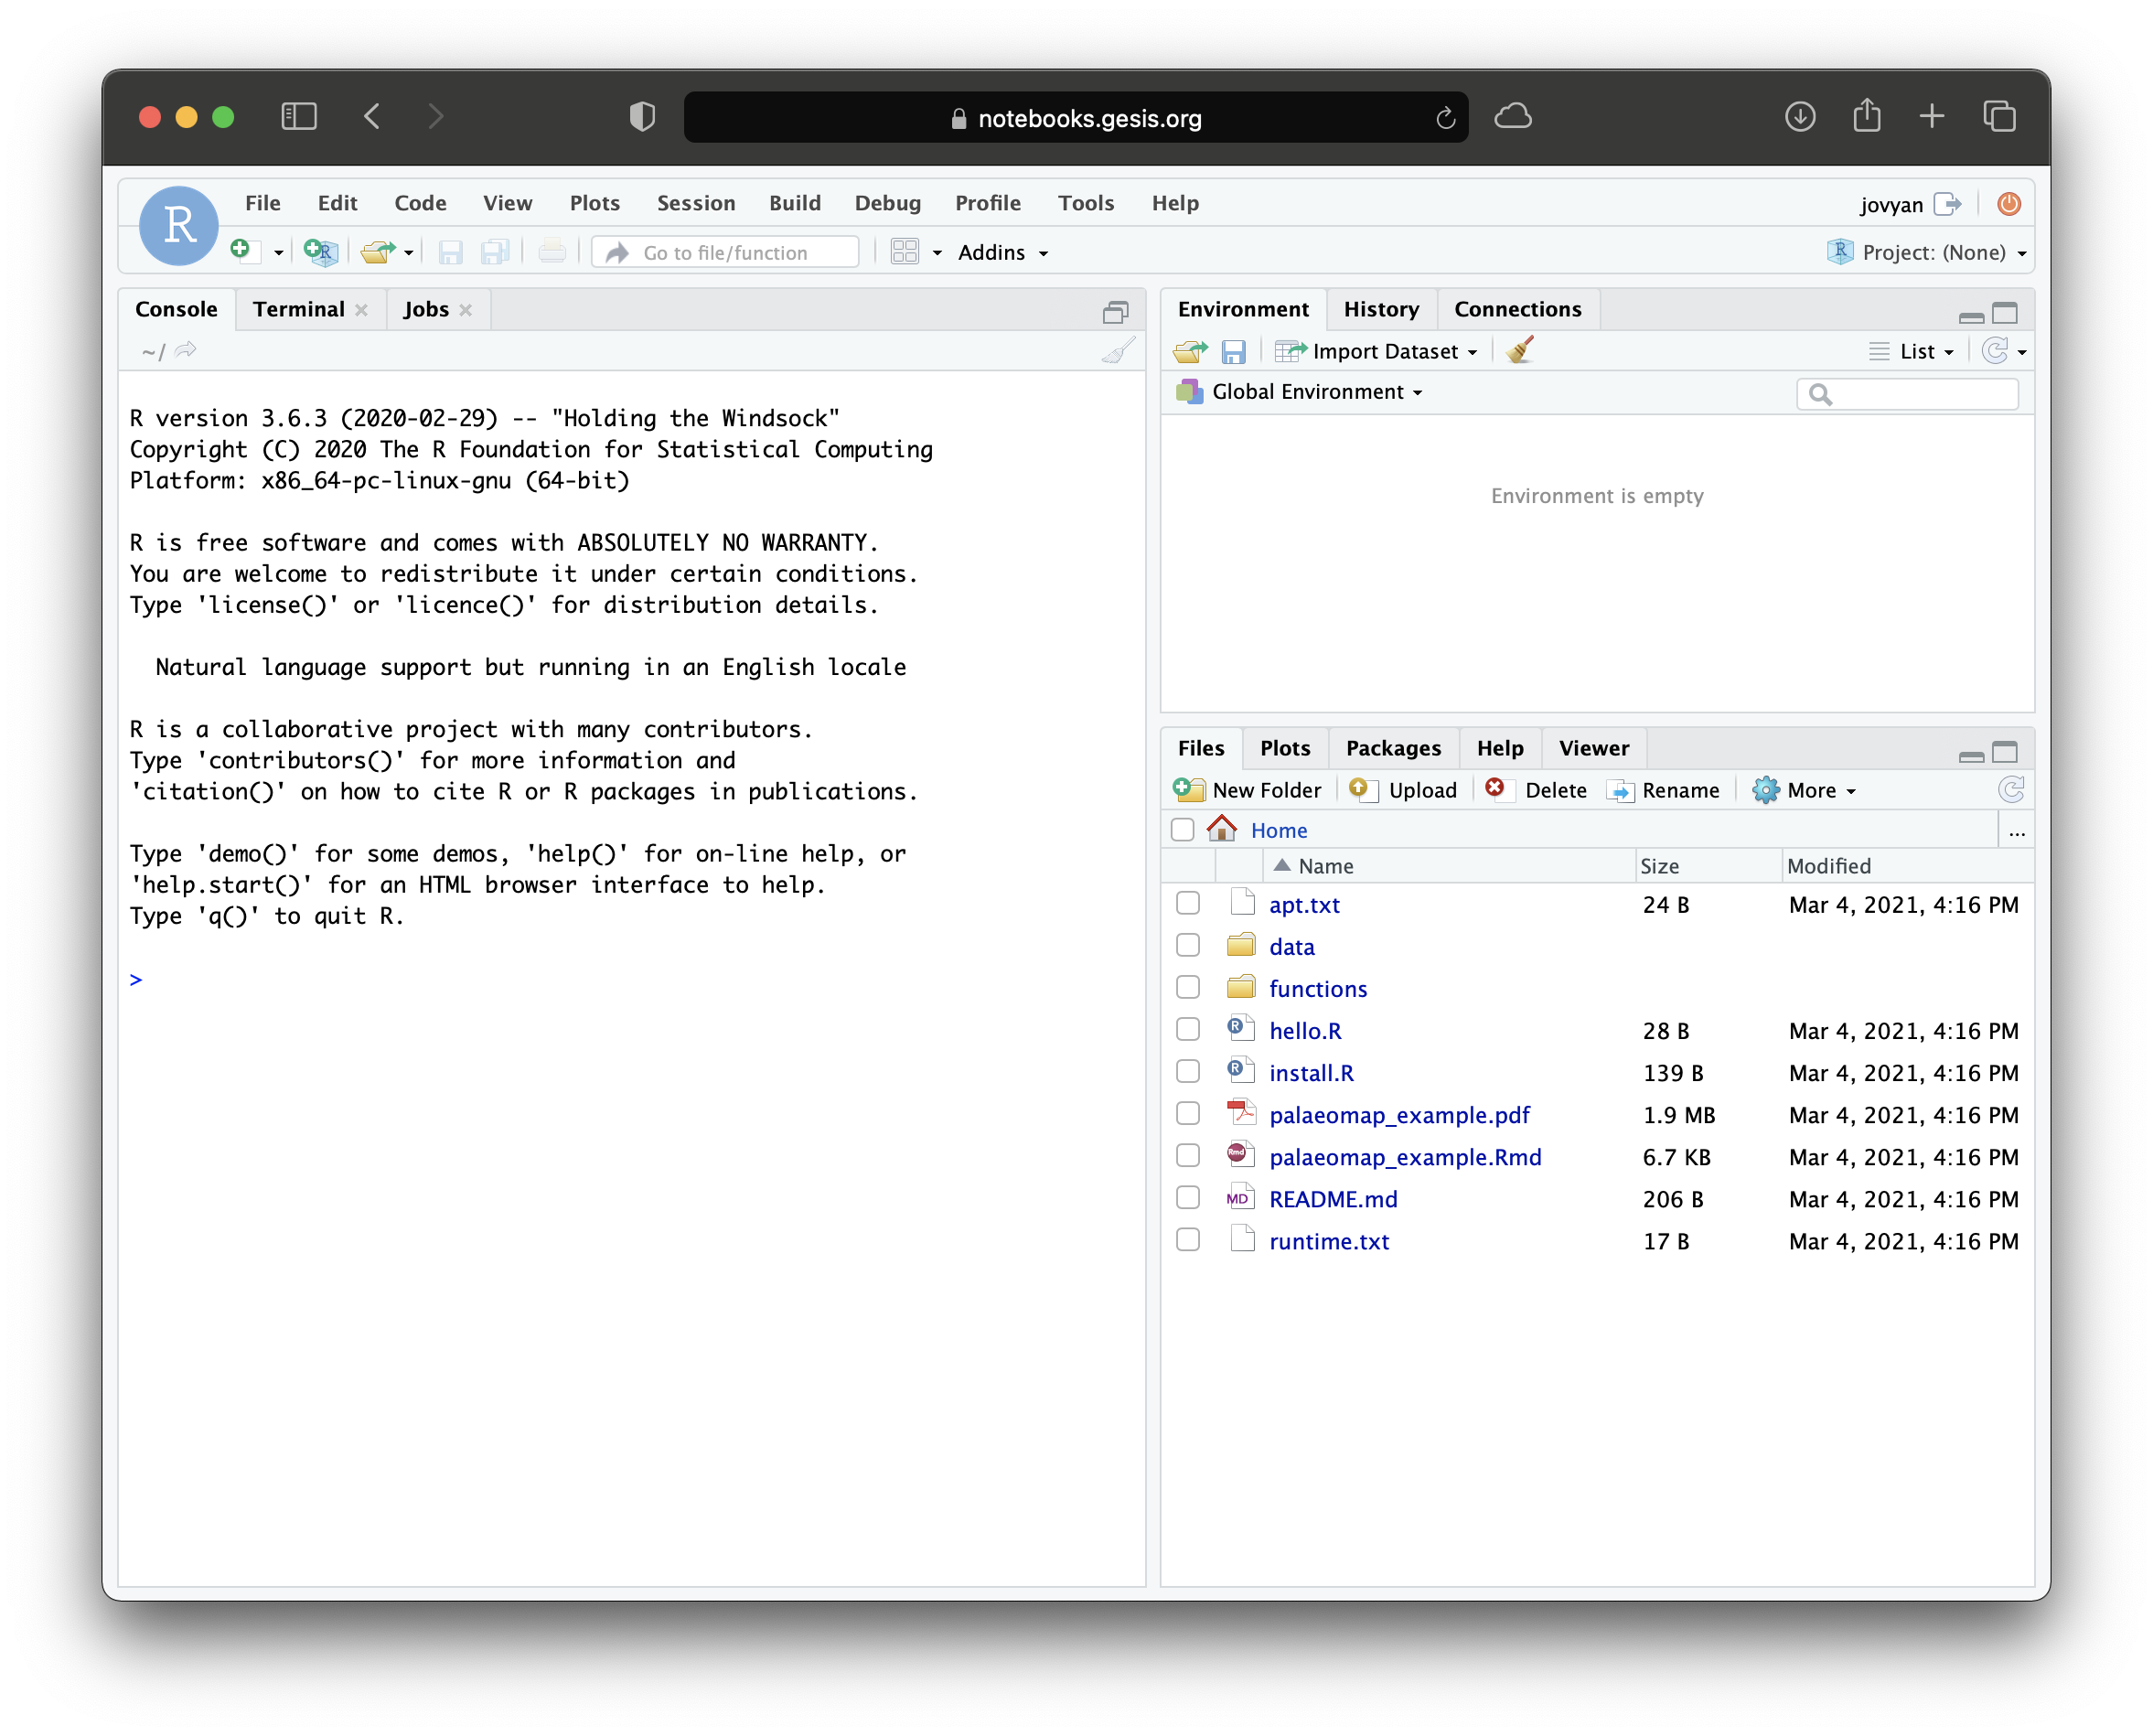 notebooks.gesis.org
R
File Edit Code View Plots Session Build Debug Profile Tools Help
jovyan
R
Go to file/function
Addins
R Project: (None)
Console Terminal Jobs
~/
R version 3.6.3 (2020-02-29) -- "Holding the Windsock"
Copyright (C) 2020 The R Foundation for Statistical Computing
Platform: x86_64-pc-linux-gnu (64-bit)
R is free software and comes with ABSOLUTELY NO WARRANTY.
You are welcome to redistribute it under certain conditions.
Type 'license()' or 'licence()' for distribution details.
Natural language support but running in an English locale
R is a collaborative project with many contributors.
Type 'contributors()' for more information and
'citation()' on how to cite R or R packages in publications.
Type 'demo()' for some demos, 'help()' for on-line help, or
'help.start()' for an HTML browser interface to help.
Type 'q()' to quit R.
>
Environment History Connections
Import Dataset
List
Global Environment
Environment is empty
Files Plots Packages Help Viewer
New Folder Upload Delete Rename More
Home
...
Name Size Modified
apt.txt 24 B Mar 4, 2021, 4:16 PM
data
functions
R hello.R 28 B Mar 4, 2021, 4:16 PM
R install.R 139 B Mar 4, 2021, 4:16 PM
palaeomap_example.pdf 1.9 MB Mar 4, 2021, 4:16 PM
Rmd palaeomap_example.Rmd 6.7 KB Mar 4, 2021, 4:16 PM
MD README.md 206 B Mar 4, 2021, 4:16 PM
runtime.txt 17 B Mar 4, 2021, 4:16 PM